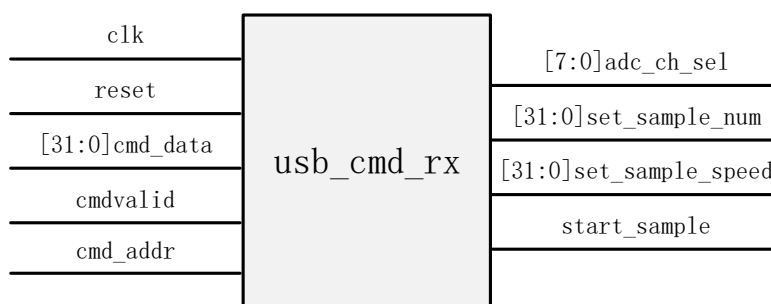 clk
reset
[31:0]cmd_data
cmdvalid
cmd_addr
usb_cmd_rx
[7:0]adc_ch_sel
[31:0]set_sample_num
[31:0]set_sample_speed
start_sample